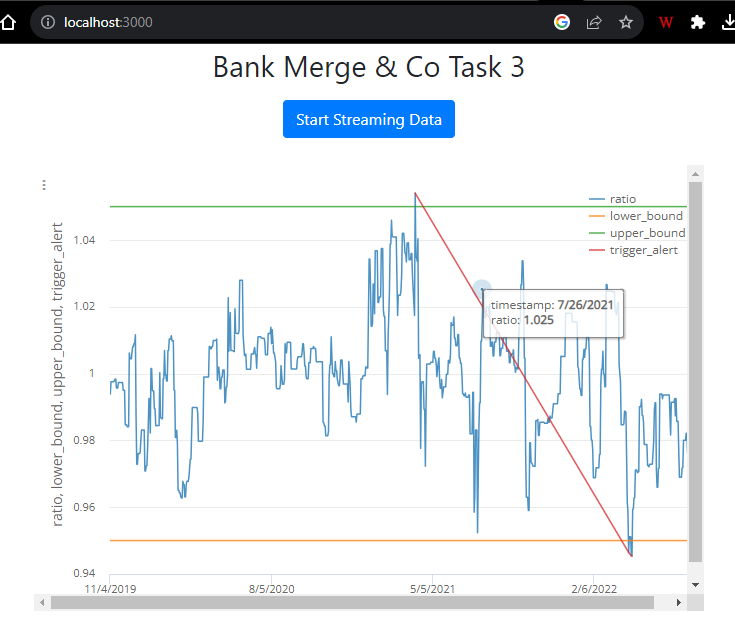 localhost:3000
W
Bank Merge & Co Task 3
Start Streaming Data
ratio
lower_bound
upper_bound
trigger_alert
ratio, lower_bound, upper_bound, trigger_alert
1.04
1.02
1
0.98
0.96
0.94
timestamp: 7/26/2021
ratio: 1.025
11/4/2019 8/5/2020 5/5/2021 2/6/2022